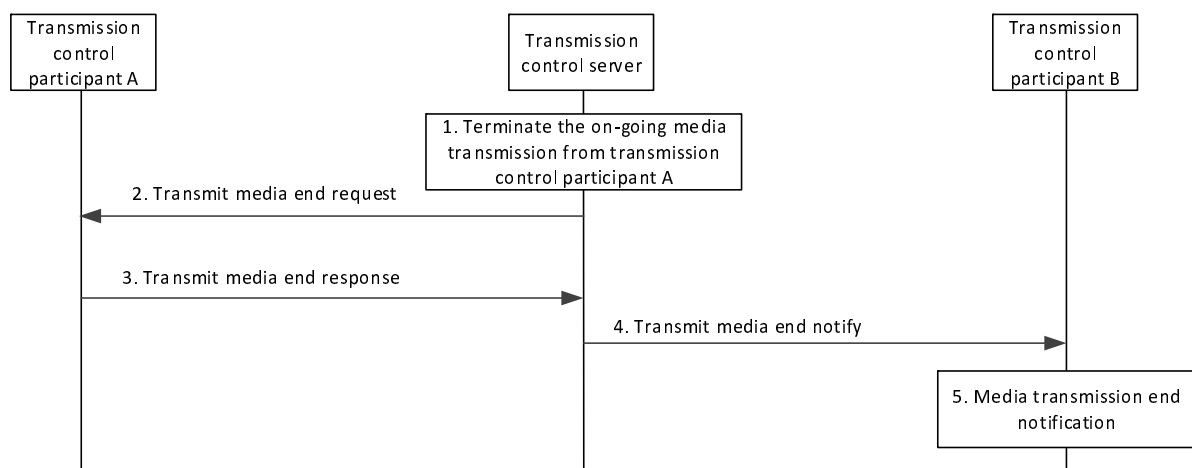 Transmission
control
participant A
Transmission
control server
Transmission
control
participant B
1. Terminate the on-going media
transmission from transmission
control participant A
2. Transmit media end request
3. Transmit media end response
4. Transmit media end notify
5. Media transmission end
notification